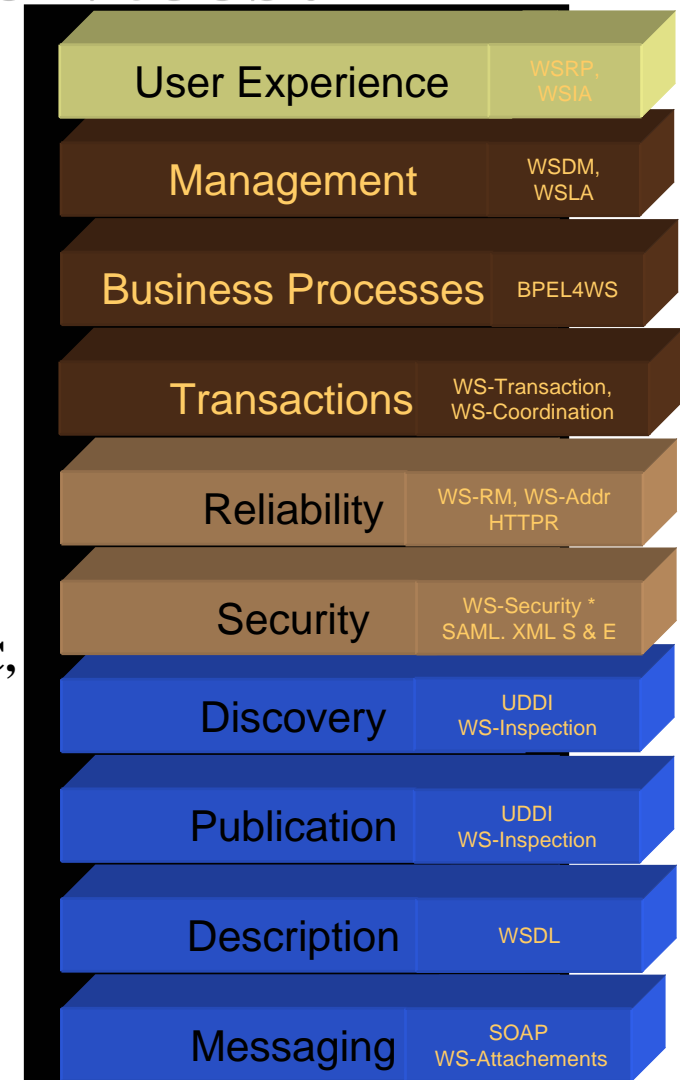 User Experience
WSRP,
WSIA
Management
WSDM,
WSLA
Business Processes
BPEL4WS
Transactions
WS-Transaction,
WS-Coordination
Reliability
WS-RM, WS-Addr
HTTPR
Security
WS-Security *
SAML. XML S & E
Discovery
UDDI
WS-Inspection
Publication
UDDI
WS-Inspection
Description
WSDL
Messaging
SOAP
WS-Attachements